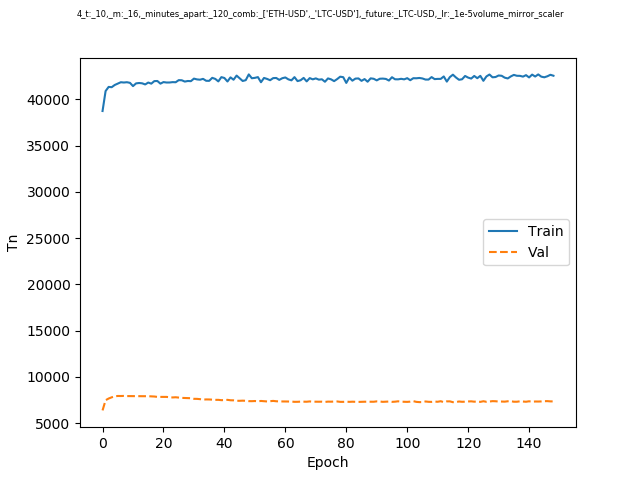 4_t:_10,_m:_16,_minutes_apart:_120_comb:_['ETH-USD',_'LTC-USD'],_future:_LTC-USD,_lr:_1e-5volume_mirror_scaler
40000
35000
30000
25000
20000
15000
10000
5000
Tn
Train
Val
0 20 40 60 80 100 120 140
Epoch